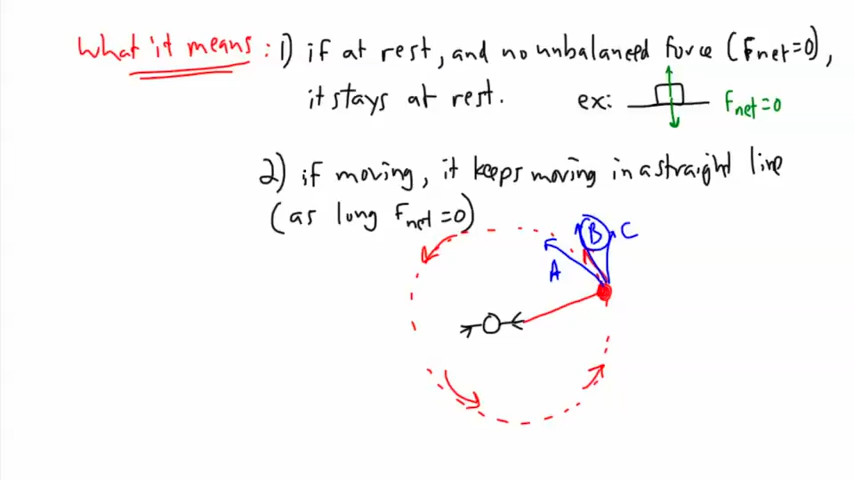 What it means: 1) if at rest, and no unbalanced force (Fnet=0),
it stays at rest. ex: Fnet=0
2) if moving, it keeps moving in a straight line
(as long Fnet=0)
B C
A